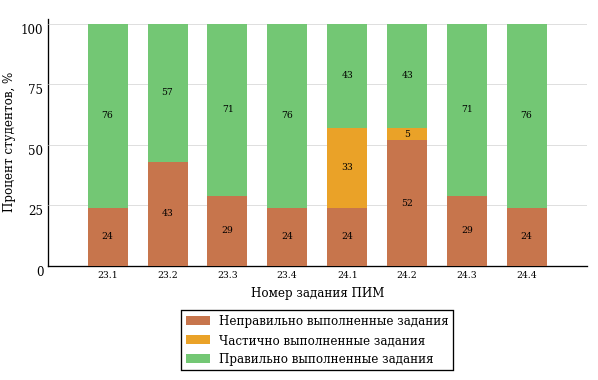 Процент студентов, %
100
75
50
25
0
76 57 71 76 43 43 71 76
33 5
24 43 29 24 24 52 29 24
23.1 23.2 23.3 23.4 24.1 24.2 24.3 24.4
Номер задания ПИМ
Неправильно выполненные задания
Частично выполненные задания
Правильно выполненные задания